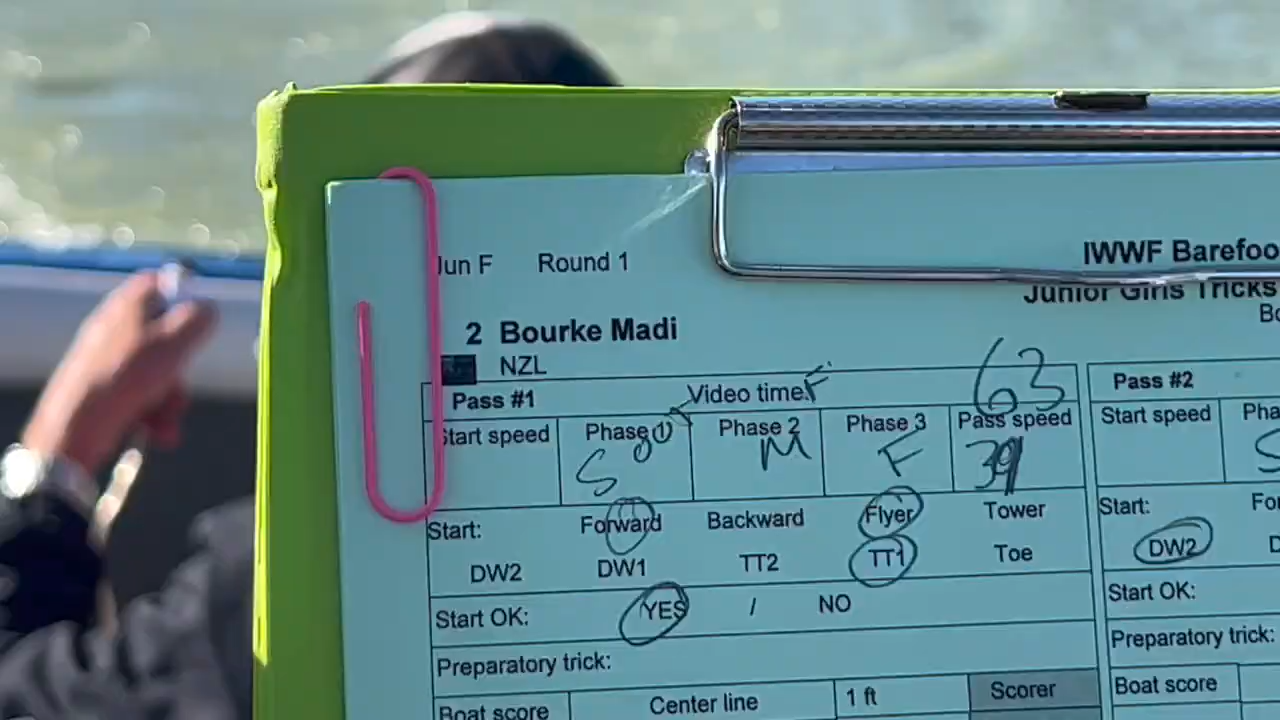 Jun F Round 1
IWWF Barefoo
Junior Girls Tricks
Bo
2 Bourke Madi
NZL
63
Pass #1 Video time: F
Pass #2
Start speed Phase 1 Phase 2 Phase 3 Pass speed
Start speed Pha
S M F 39
S
Start: Forward Backward Flyer Tower
Start: For
DW2 DW1 TT2 TT1 Toe
DW2 D
Start OK: YES / NO
Start OK:
Preparatory trick:
Preparatory trick:
Boat score Center line 1 ft Scorer
Boat score